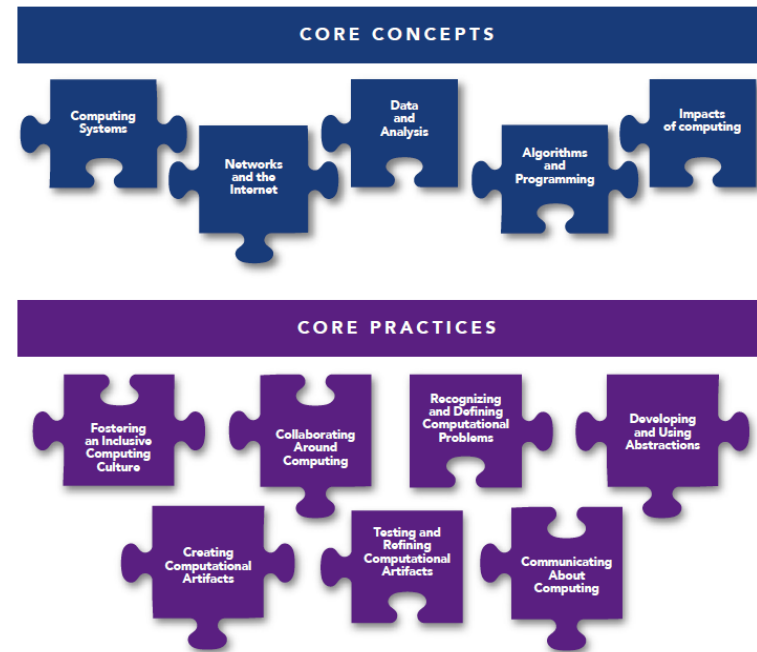 CORE CONCEPTS
Computing
Systems
Networks
and the
Internet
Data
and
Analysis
Algorithms
and
Programming
Impacts
of computing
CORE PRACTICES
Fostering
an Inclusive
Computing
Culture
Collaborating
Around
Computing
Recognizing
and Defining
Computational
Problems
Developing
and Using
Abstractions
Creating
Computational
Artifacts
Testing and
Refining
Computational
Artifacts
Communicating
About
Computing